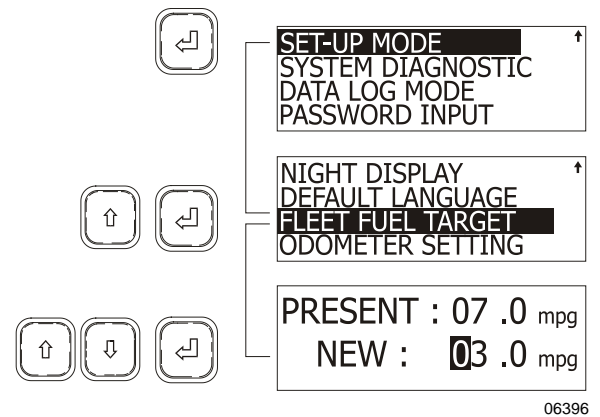 SET-UP MODE
SYSTEM DIAGNOSTIC
DATA LOG MODE
PASSWORD INPUT
NIGHT DISPLAY
DEFAULT LANGUAGE
FLEET FUEL TARGET
ODOMETER SETTING
PRESENT : 07 .0 mpg
NEW : 03 .0 mpg
06396